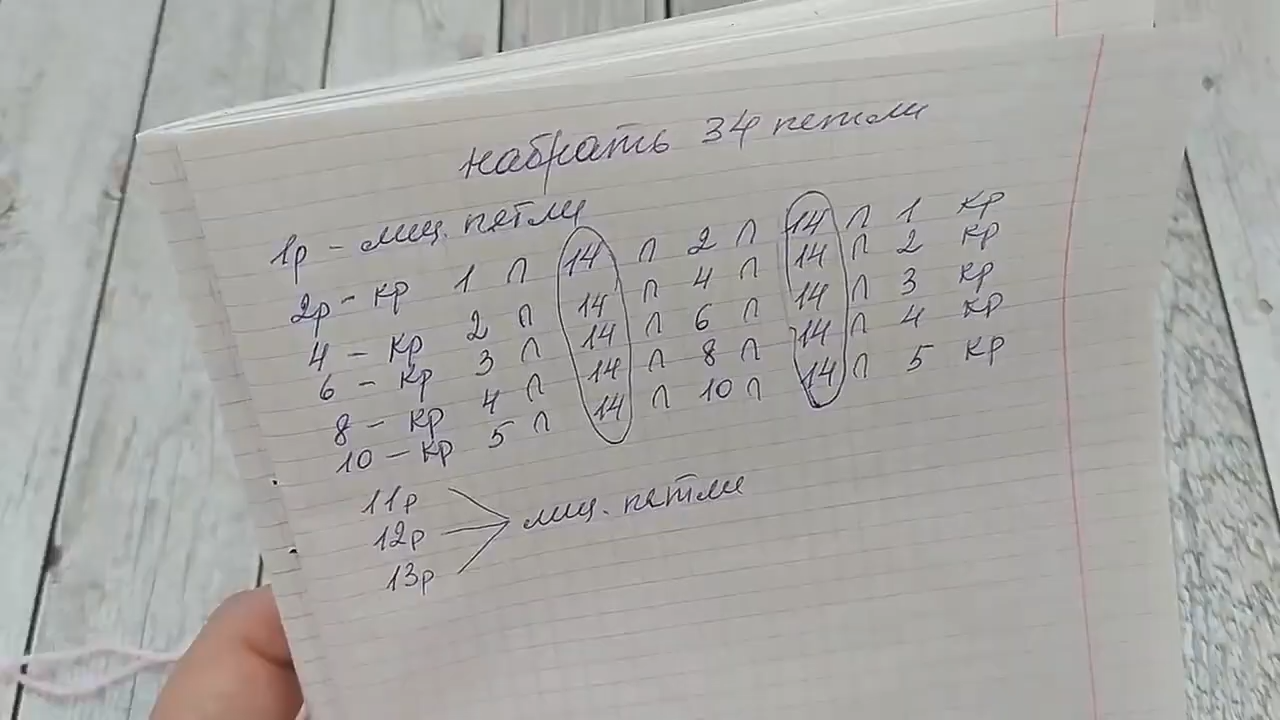 набрать 34 петли
1р – лиц. петли
2р – кр 1 П 14 П 2 П 14 П 1 кр
4 – кр 2 П 14 П 4 П 14 П 2 кр
6 – кр 3 П 14 П 6 П 14 П 3 кр
8 – кр 4 П 14 П 8 П 14 П 4 кр
10 – кр 5 П 14 П 10 П 14 П 5 кр
11р
12р лиц. петли
13р